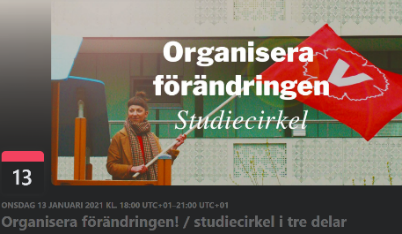 Organisera
förändringen
Studiecirkel
V
13
ONSDAG 13 JANUARI 2021 KL. 18:00 UTC+01–21:00 UTC+01
Organisera förändringen! / studiecirkel i tre delar